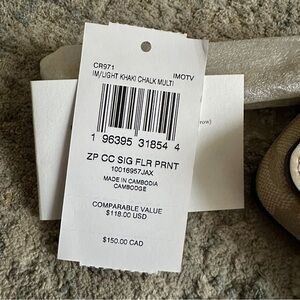 CR971
IM/LIGHT KHAKI CHALK MULTI
IMOTV
1 96395 31854 4
ZP CC SIG FLR PRNT
10016957JAX
MADE IN CAMBODIA
CAMBODGE
COMPARABLE VALUE
$118.00 USD
$150.00 CAD